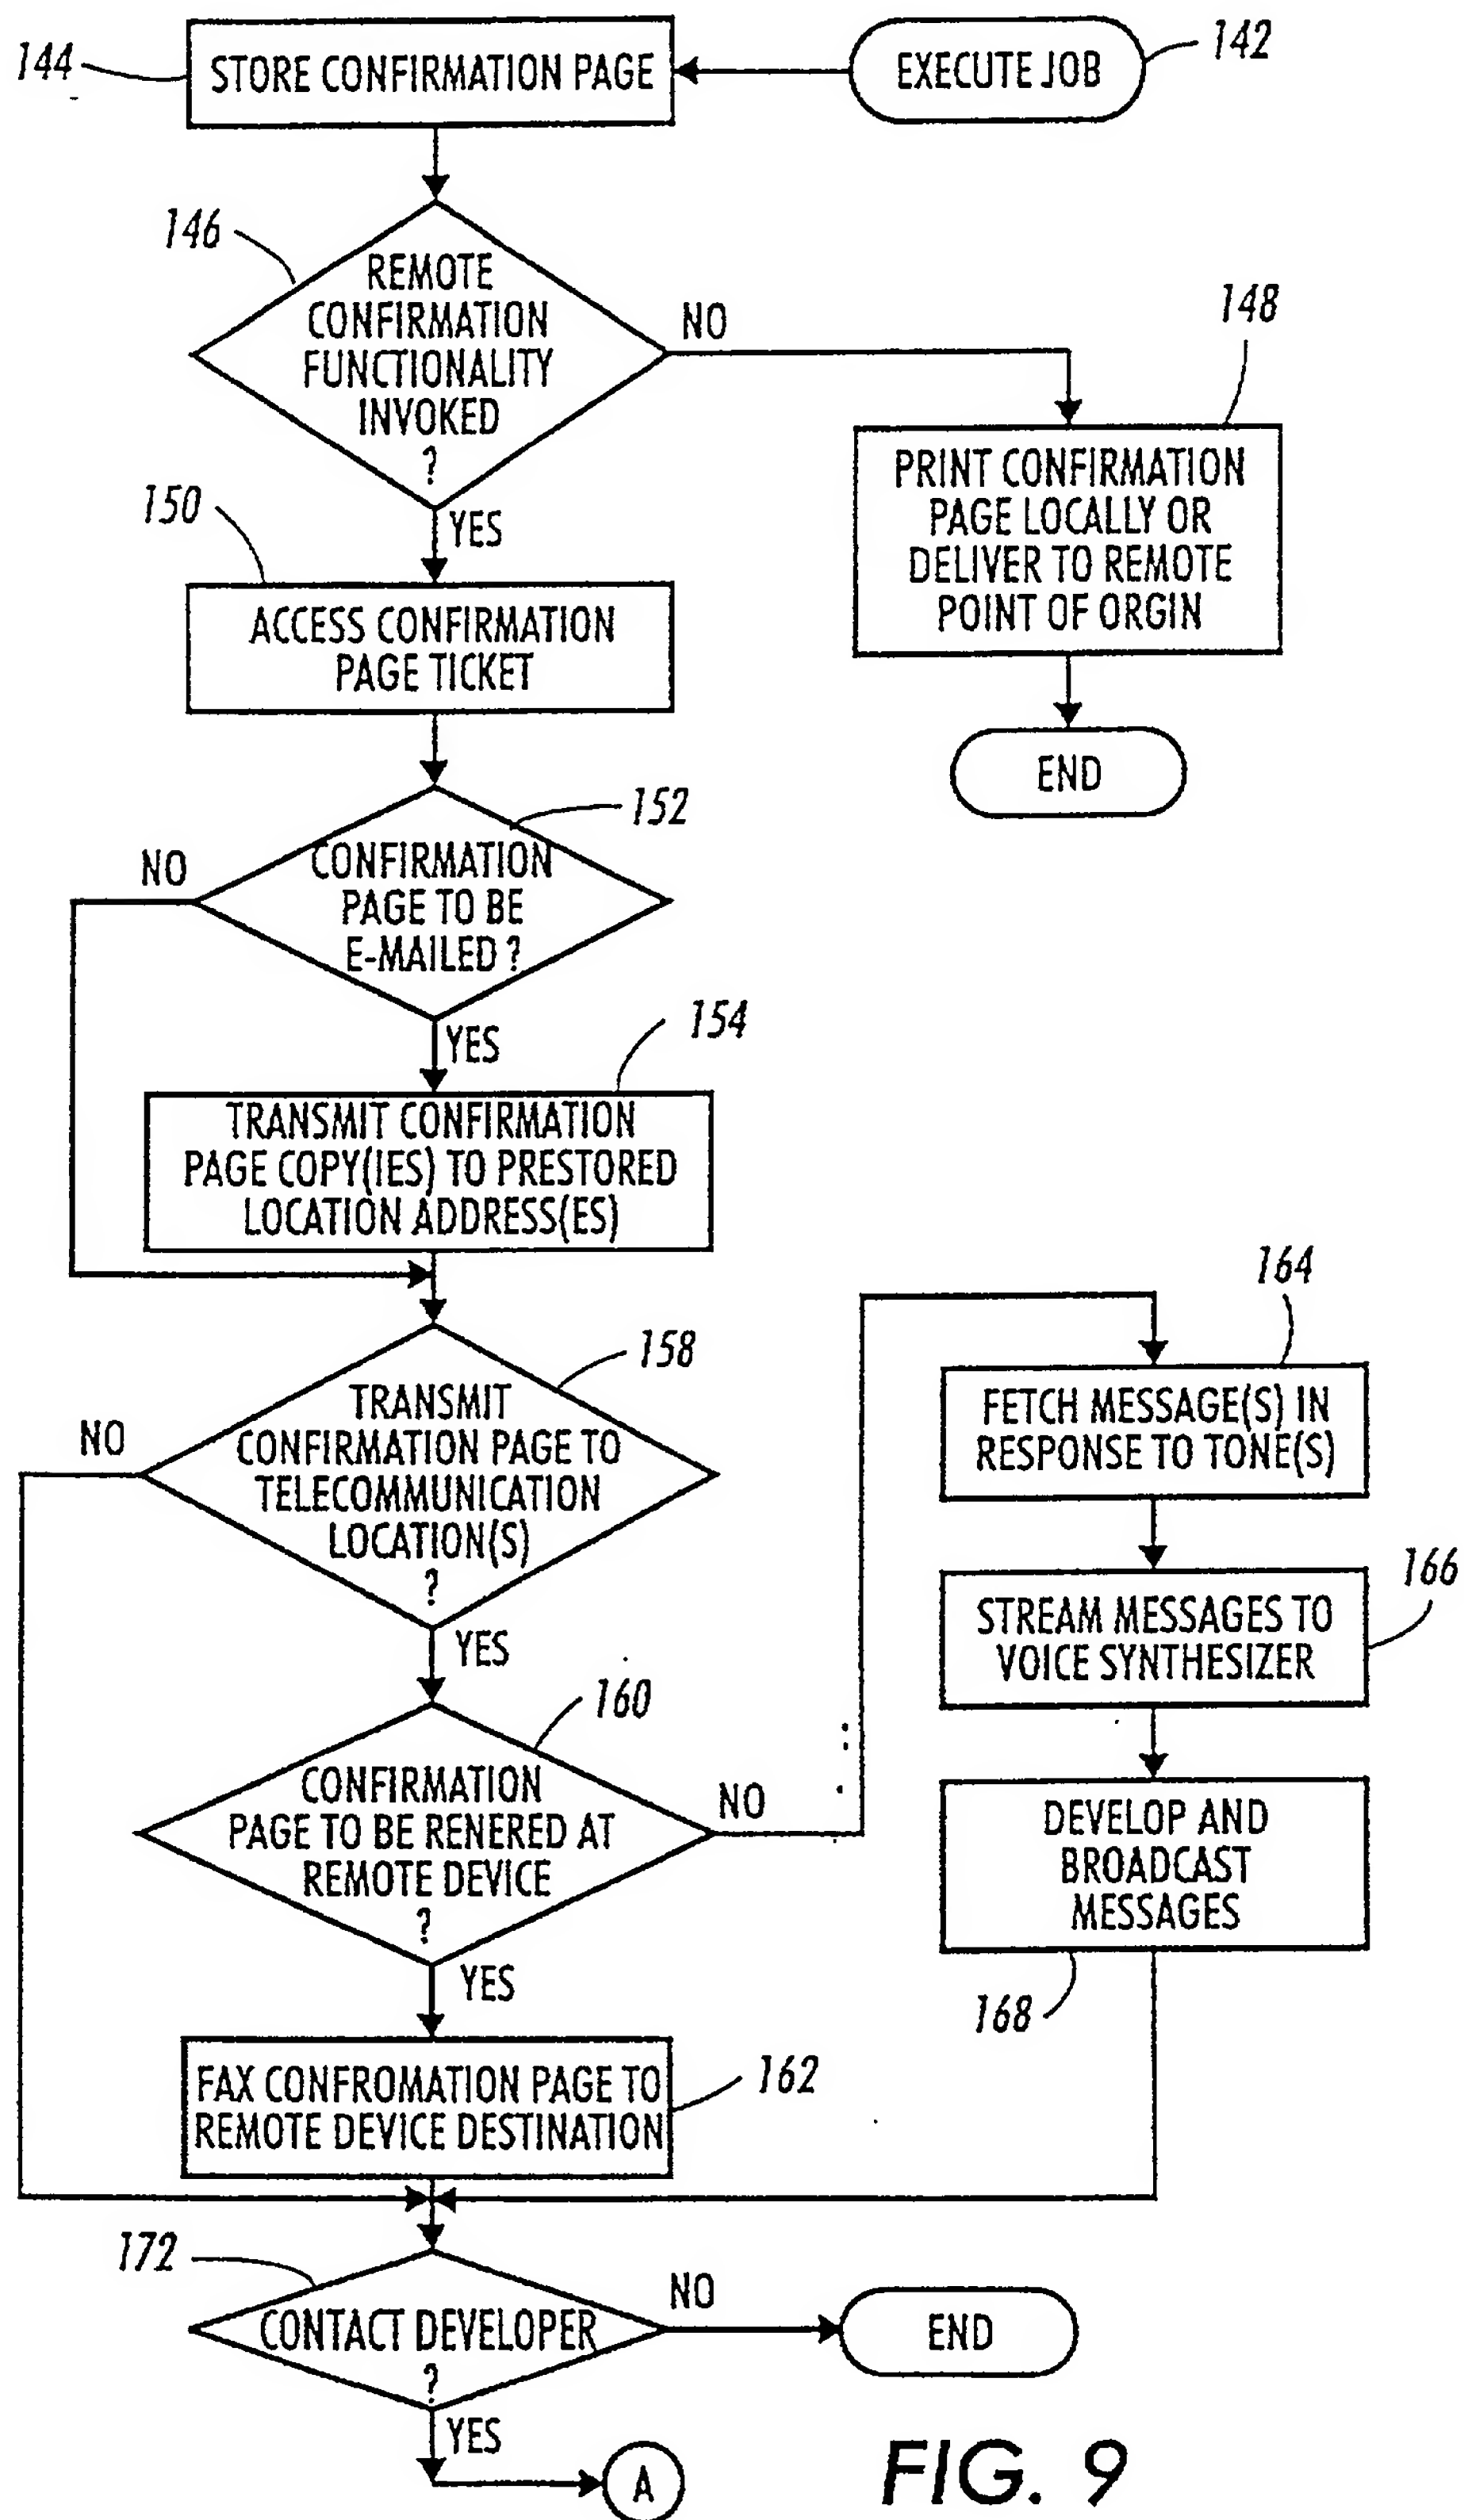 144
STORE CONFIRMATION PAGE
EXECUTE JOB
142
146
REMOTE
CONFIRMATION
FUNCTIONALITY
INVOKED
?
NO
148
PRINT CONFIRMATION
PAGE LOCALLY OR
DELIVER TO REMOTE
POINT OF ORGIN
END
YES
150
ACCESS CONFIRMATION
PAGE TICKET
152
CONFIRMATION
PAGE TO BE
E-MAILED ?
NO
YES
154
TRANSMIT CONFIRMATION
PAGE COPY(IES) TO PRESTORED
LOCATION ADDRESS(ES)
158
TRANSMIT
CONFIRMATION PAGE TO
TELECOMMUNICATION
LOCATION(S)
?
NO
YES
160
CONFIRMATION
PAGE TO BE RENERED AT
REMOTE DEVICE
?
NO
YES
164
FETCH MESSAGE(S) IN
RESPONSE TO TONE(S)
166
STREAM MESSAGES TO
VOICE SYNTHESIZER
DEVELOP AND
BROADCAST
MESSAGES
168
FAX CONFROMATION PAGE TO
REMOTE DEVICE DESTINATION
162
172
CONTACT DEVELOPER
?
NO
END
YES
A
FIG. 9